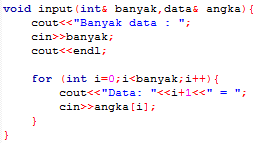 void input(int& banyak,data& angka){
cout<<"Banyak data : ";
cin>>banyak;
cout<<endl;
for (int i=0;i<banyak;i++){
cout<<"Data: "<<i+1<<" = ";
cin>>angka[i];
}
}